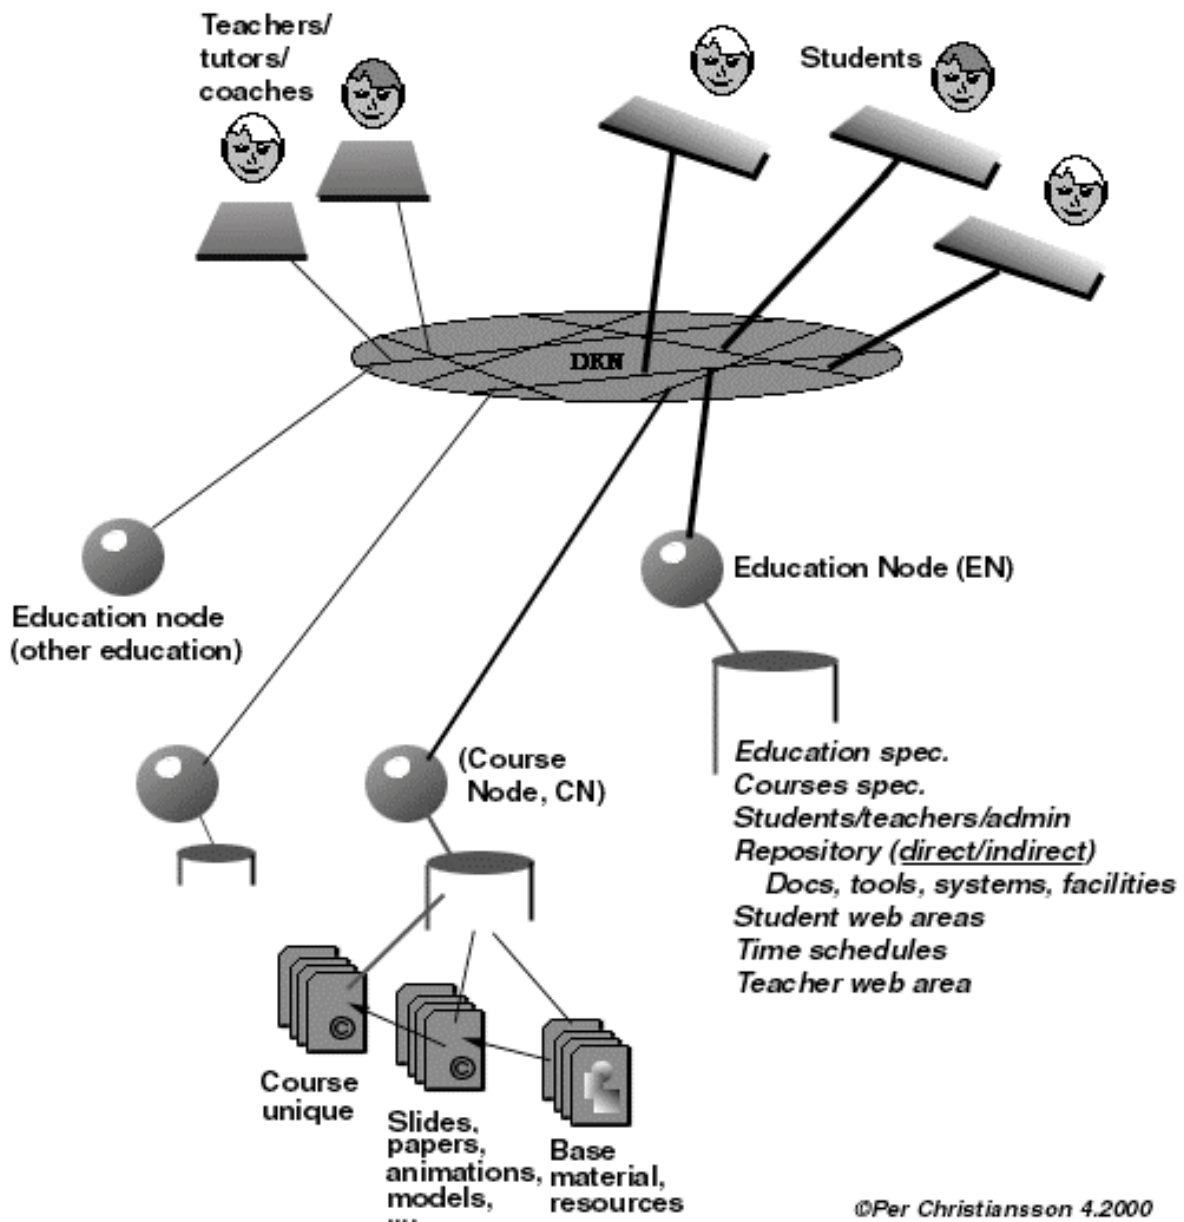 Teachers/
tutors/
coaches
Students
DKN
Education Node (EN)
Education node
(other education)
(Course
Node, CN)
Education spec.
Courses spec.
Students/teachers/admin
Repository (direct/indirect)
Docs, tools, systems, facilities
Student web areas
Time schedules
Teacher web area
©
©
Course
unique
Slides,
papers,
animations,
models,
Base
material,
resources
©Per Christiansson 4.2000